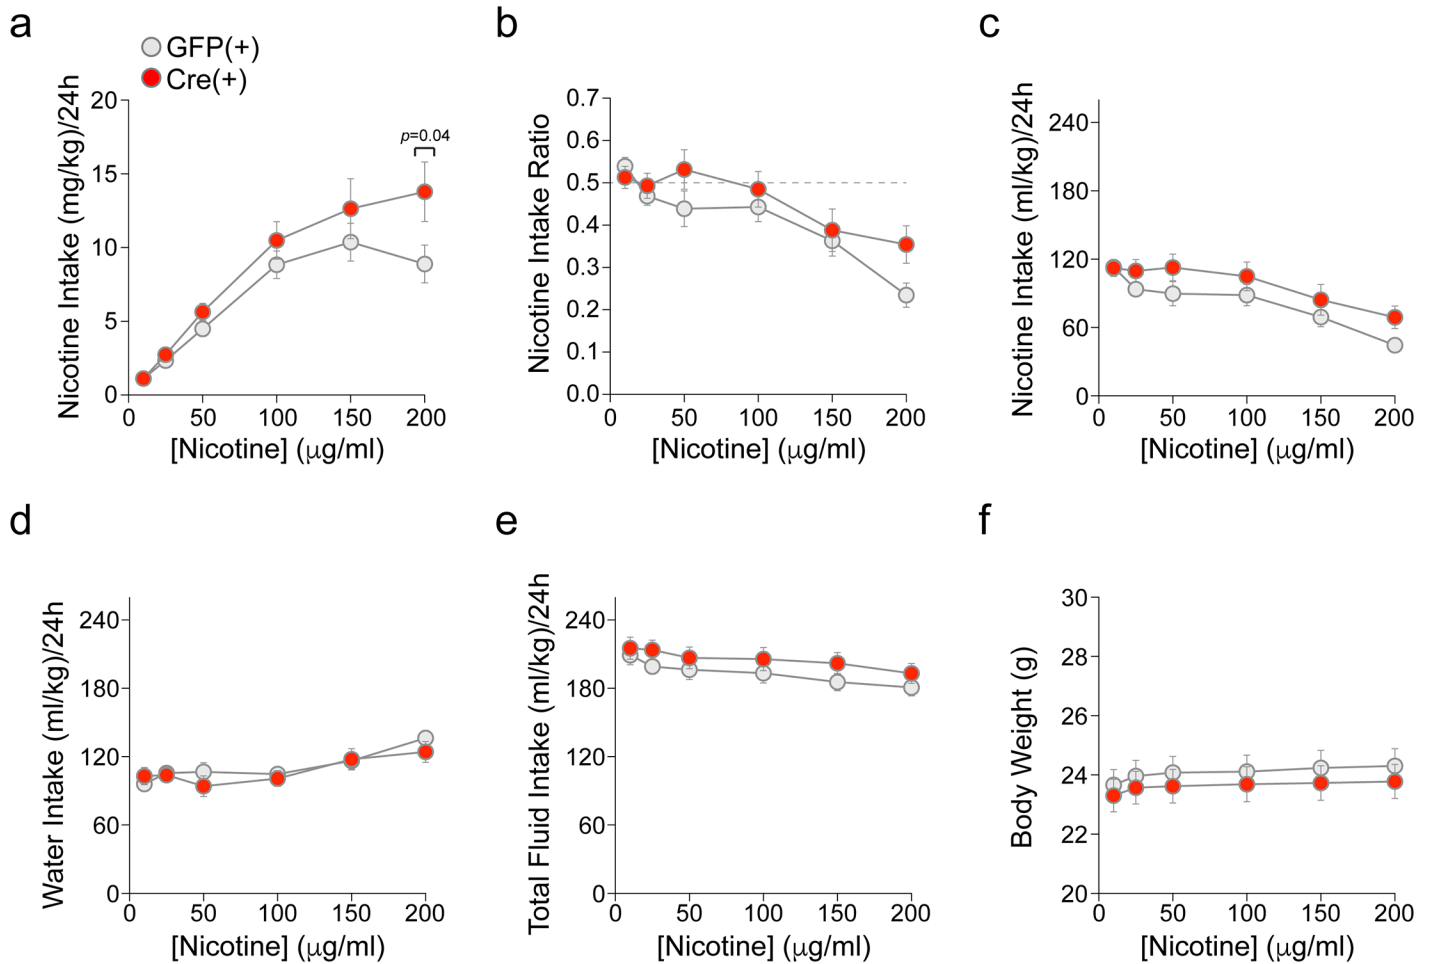 a
GFP(+)
Cre(+)
Nicotine Intake (mg/kg)/24h
20
15
10
5
0
p=0.04
0 50 100 150 200
[Nicotine] (μg/ml)
b
Nicotine Intake Ratio
0.7
0.6
0.5
0.4
0.3
0.2
0.1
0.0
0 50 100 150 200
[Nicotine] (μg/ml)
c
Nicotine Intake (ml/kg)/24h
240
180
120
60
0
0 50 100 150 200
[Nicotine] (μg/ml)
d
Water Intake (ml/kg)/24h
240
180
120
60
0
0 50 100 150 200
[Nicotine] (μg/ml)
e
Total Fluid Intake (ml/kg)/24h
240
180
120
60
0
0 50 100 150 200
[Nicotine] (μg/ml)
f
Body Weight (g)
30
28
26
24
22
20
0 50 100 150 200
[Nicotine] (μg/ml)